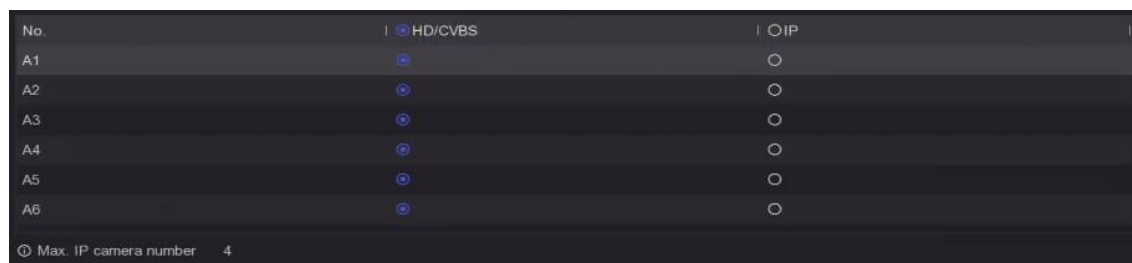 No. HD/CVBS IP
A1
A2
A3
A4
A5
A6
Max. IP camera number 4